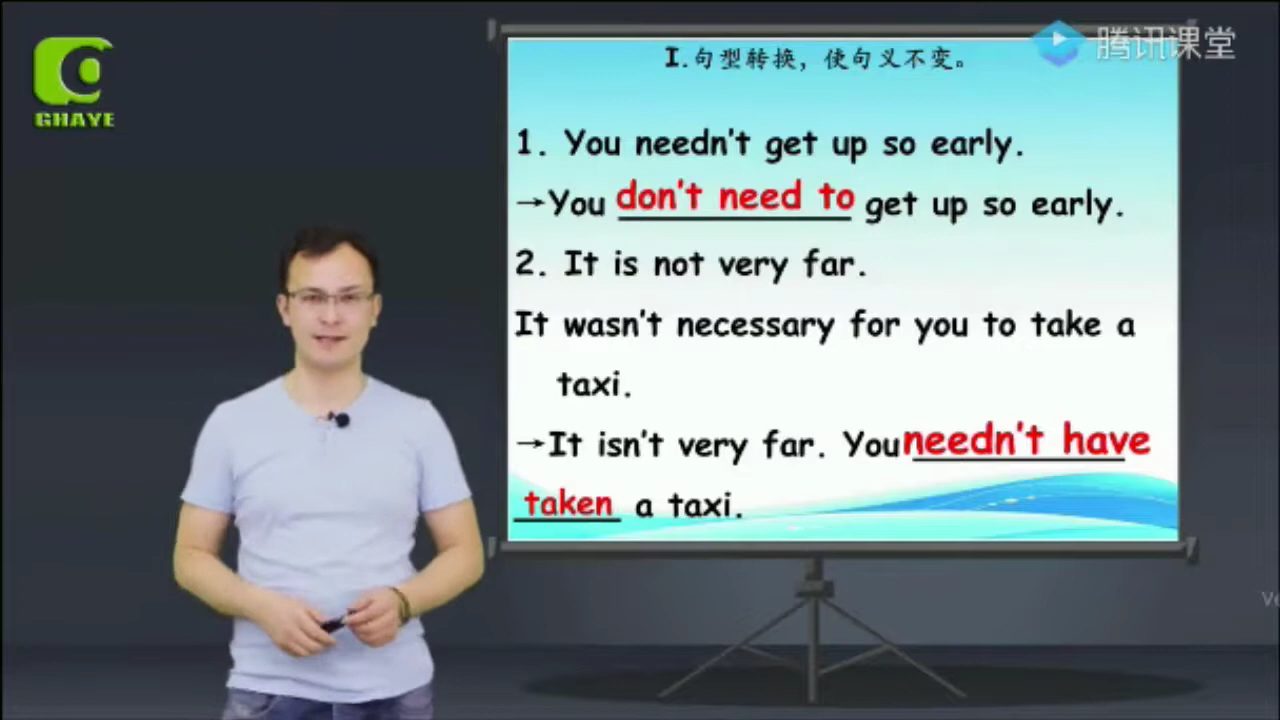 GHAYE
腾讯课堂
I.句型转换，使句义不变。
1. You needn't get up so early.
→You don't need to get up so early.
2. It is not very far.
It wasn't necessary for you to take a
taxi.
→It isn't very far. You needn't have
taken a taxi.